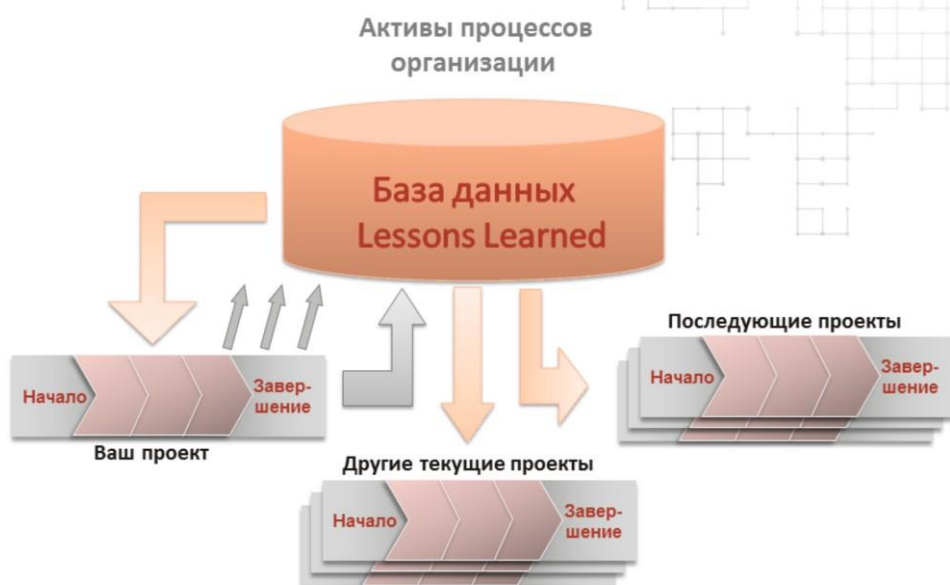 Активы процессов
организации
База данных
Lessons Learned
Последующие проекты
Начало
Завер-
шение
Начало
Завер-
шение
Ваш проект
Другие текущие проекты
Начало
Завер-
шение